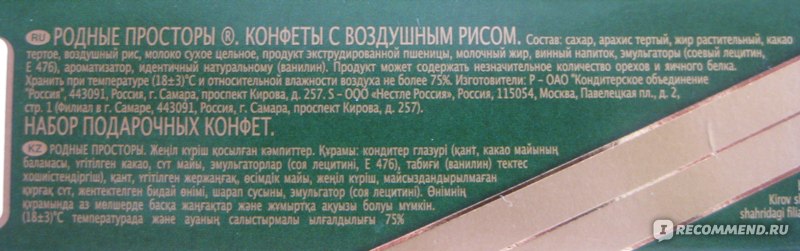 RU РОДНЫЕ ПРОСТОРЫ ®. КОНФЕТЫ С ВОЗДУШНЫМ РИСОМ. Состав: сахар, арахис тертый, жир растительный, какао
тертое, воздушный рис, молоко сухое цельное, продукт экструдированной пшеницы, молочный жир, винный напиток, эмульгаторы (соевый лецитин,
Е 476), ароматизатор, идентичный натуральному (ванилин). Продукт может содержать незначительное количество орехов и яичного белка.
Хранить при температуре (18±3)°С и относительной влажности воздуха не более 75%. Изготовители: Р - ОАО "Кондитерское объединение
"Россия", 443091, Россия, г. Самара, проспект Кирова, д. 257. S - ООО «Нестле Россия», Россия, 115054, Москва, Павелецкая пл., д. 2,
стр. 1 (Филиал в г. Самаре, 443091, Россия, г. Самара, проспект Кирова, д. 257).
НАБОР ПОДАРОЧНЫХ КОНФЕТ.
KZ РОДНЫЕ ПРОСТОРЫ. Жеңіл күріш қосылған кәмпиттер. Құрамы: кондитер глазурі (қант, какао майының
баламасы, үгітілген какао, сүт майы, эмульгаторлар (соя лецитині, Е 476), табиғи (ванилин) тектес
хошиістендіргіш), қант, үгітілген жержаңғақ, өсімдік майы, жеңіл күріш, майсыздандырылмаған
құрғақ сүт, жентектелген бидай өнімі, шарап сусыны, эмульгатор (соя лецитині). Өнімнің
құрамында аз мөлшерде басқа жаңғақтар және жұмыртқа ақуызы болуы мүмкін.
(18±3)°С температурада және ауаның салыстырмалы ылғалдылығы 75%
Kirov sh
shahridagi filia
IRECOMMEND.RU